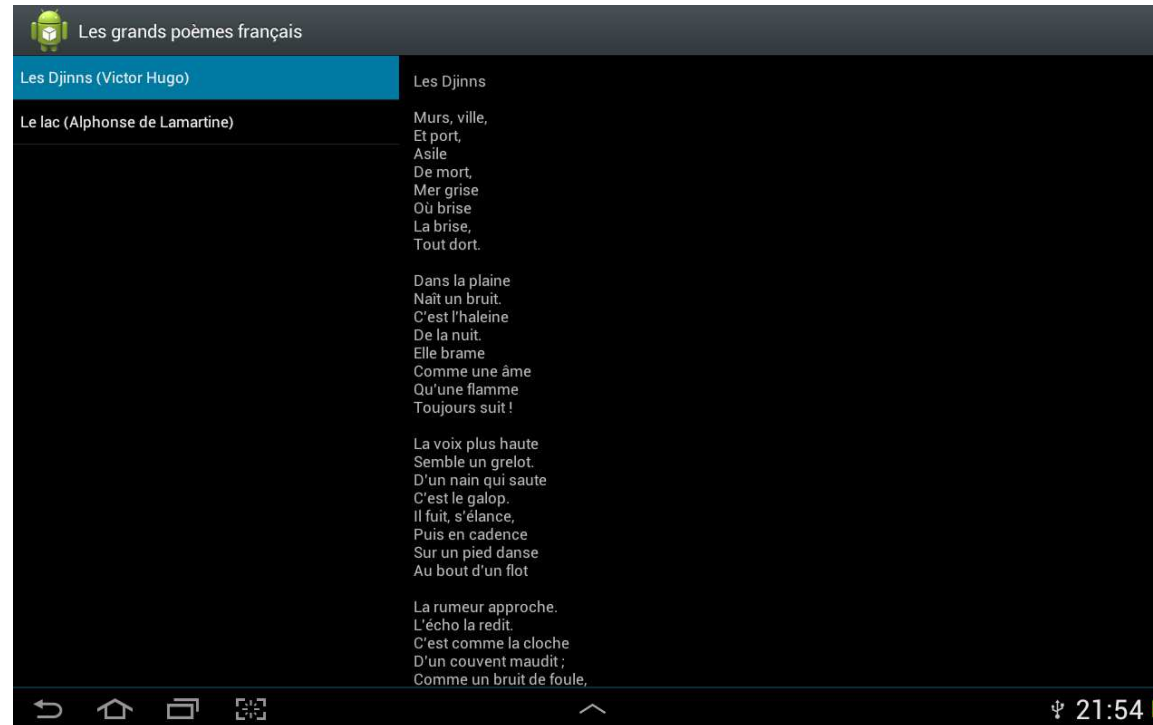 Les grands poèmes français
Les Djinns (Victor Hugo)
Le lac (Alphonse de Lamartine)
Les Djinns
Murs, ville,
Et port,
Asile
De mort,
Mer grise
Où brise
La brise,
Tout dort.
Dans la plaine
Naît un bruit.
C'est l'haleine
De la nuit.
Elle brame
Comme une âme
Qu'une flamme
Toujours suit !
La voix plus haute
Semble un grelot.
D'un nain qui saute
C'est le galop.
Il fuit, s'élance,
Puis en cadence
Sur un pied danse
Au bout d'un flot
La rumeur approche.
L'écho la redit.
C'est comme la cloche
D'un couvent maudit ;
Comme un bruit de foule,
21:54